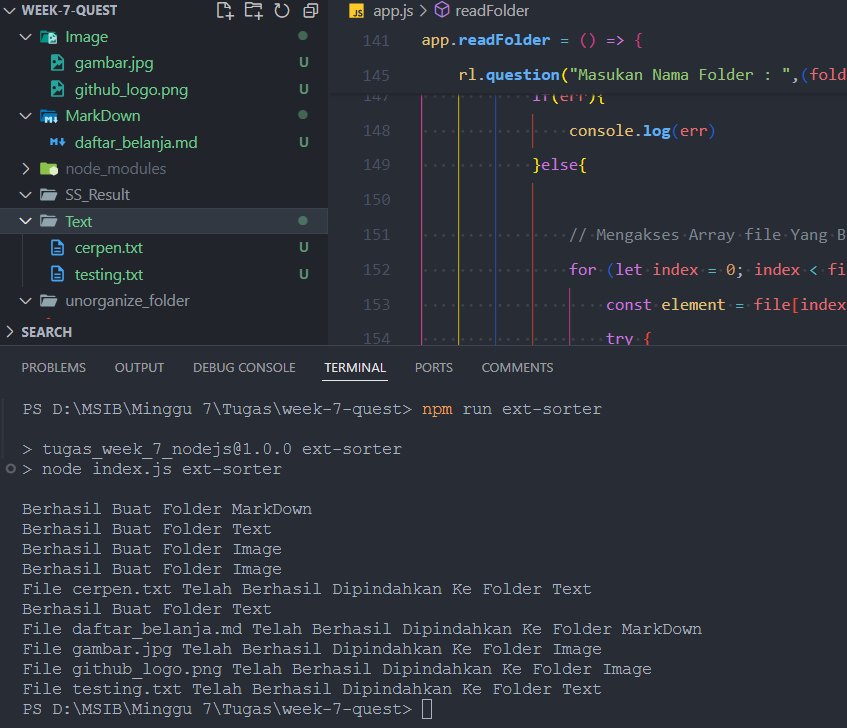 WEEK-7-QUEST
Image
gambar.jpg U
github_logo.png U
MarkDown
daftar_belanja.md U
node_modules
SS_Result
Text
cerpen.txt U
testing.txt U
unorganize_folder
SEARCH
JS app.js > readFolder
141 app.readFolder = () => {
145 rl.question("Masukan Nama Folder : ",(fold
147 if(err){
148 console.log(err)
149 }else{
150
151 // Mengakses Array file Yang B
152 for (let index = 0; index < fi
153 const element = file[index
154 try {
PROBLEMS OUTPUT DEBUG CONSOLE TERMINAL PORTS COMMENTS
PS D:\MSIB\Minggu 7\Tugas\week-7-quest> npm run ext-sorter
> tugas_week_7_nodejs@1.0.0 ext-sorter
> node index.js ext-sorter
Berhasil Buat Folder MarkDown
Berhasil Buat Folder Text
Berhasil Buat Folder Image
Berhasil Buat Folder Image
File cerpen.txt Telah Berhasil Dipindahkan Ke Folder Text
Berhasil Buat Folder Text
File daftar_belanja.md Telah Berhasil Dipindahkan Ke Folder MarkDown
File gambar.jpg Telah Berhasil Dipindahkan Ke Folder Image
File github_logo.png Telah Berhasil Dipindahkan Ke Folder Image
File testing.txt Telah Berhasil Dipindahkan Ke Folder Text
PS D:\MSIB\Minggu 7\Tugas\week-7-quest>